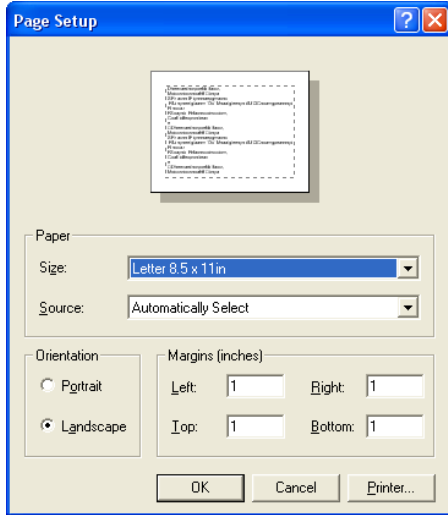 Page Setup
Paper
Size: Letter 8.5 x 11in
Source: Automatically Select
Orientation
Portrait
Landscape
Margins (inches)
Left: 1 Right: 1
Top: 1 Bottom: 1
OK Cancel Printer...